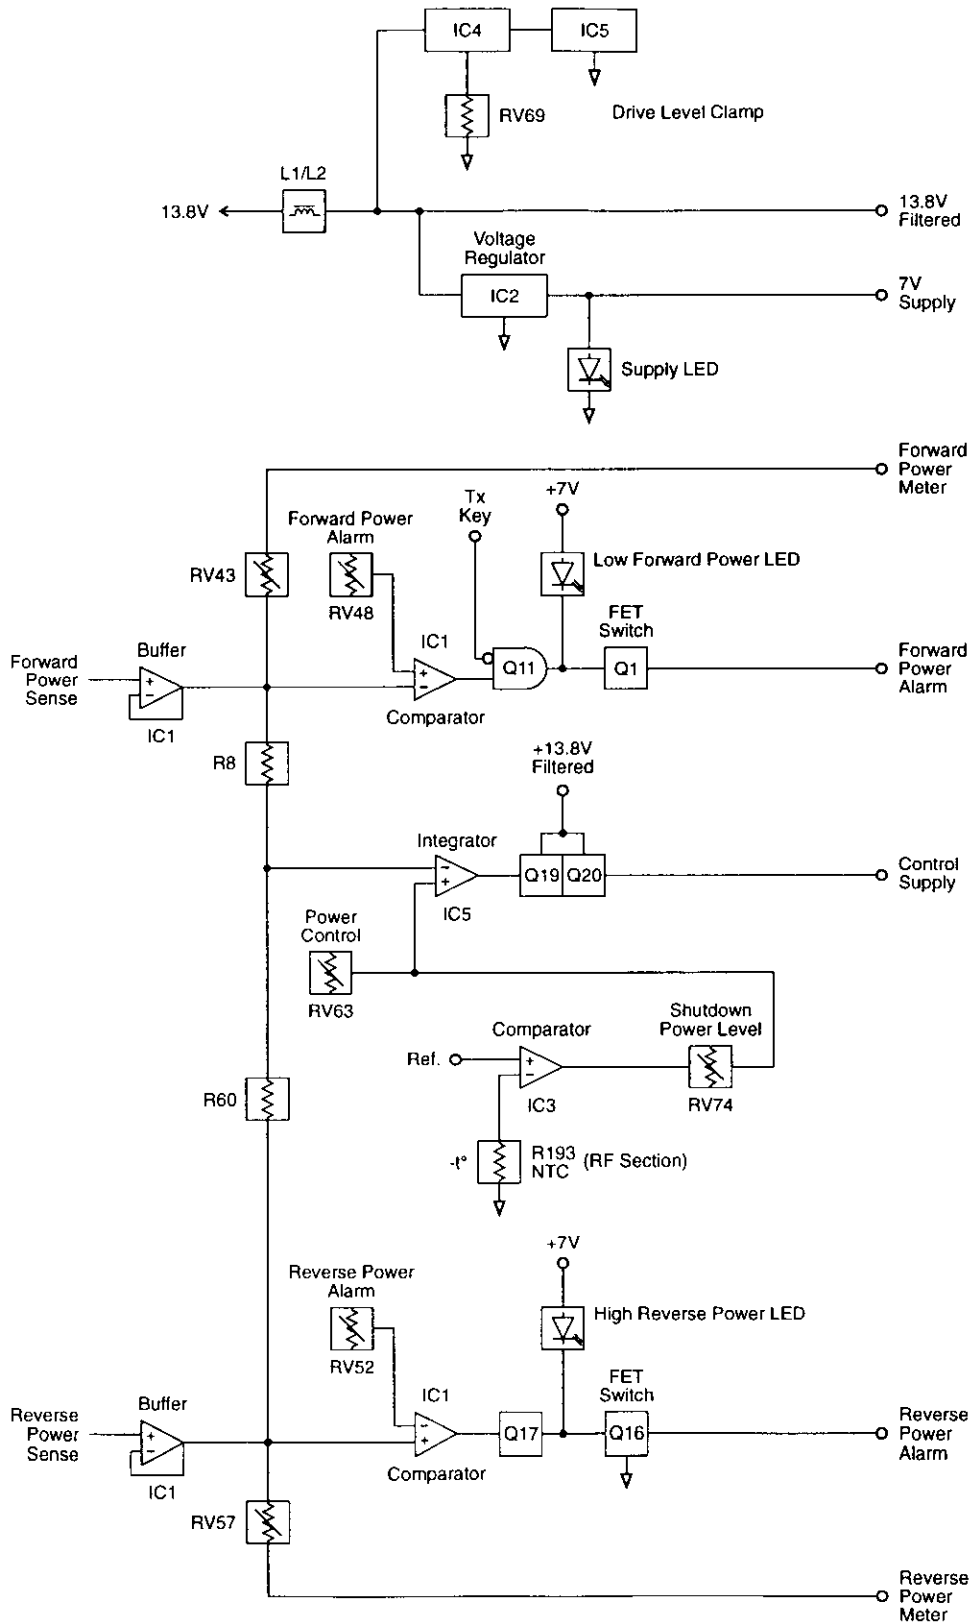 IC4
IC5
RV69
Drive Level Clamp
L1/L2
13.8V
13.8V
Filtered
Voltage
Regulator
IC2
7V
Supply
Supply LED
Forward
Power
Meter
Tx
Key
+7V
Forward Power
Alarm
RV43
RV48
Low Forward Power LED
FET
Switch
Buffer
IC1
Forward
Power
Sense
Q11
Q1
Forward
Power
Alarm
IC1
Comparator
R8
+13.8V
Filtered
Integrator
Q19
Q20
Control
Supply
IC5
Power
Control
RV63
Shutdown
Power Level
Comparator
Ref.
IC3
RV74
R60
-t°
R193
NTC
(RF Section)
+7V
Reverse Power
Alarm
RV52
High Reverse Power LED
FET
Switch
Buffer
IC1
Reverse
Power
Sense
Q17
Q16
Reverse
Power
Alarm
IC1
Comparator
RV57
Reverse
Power
Meter